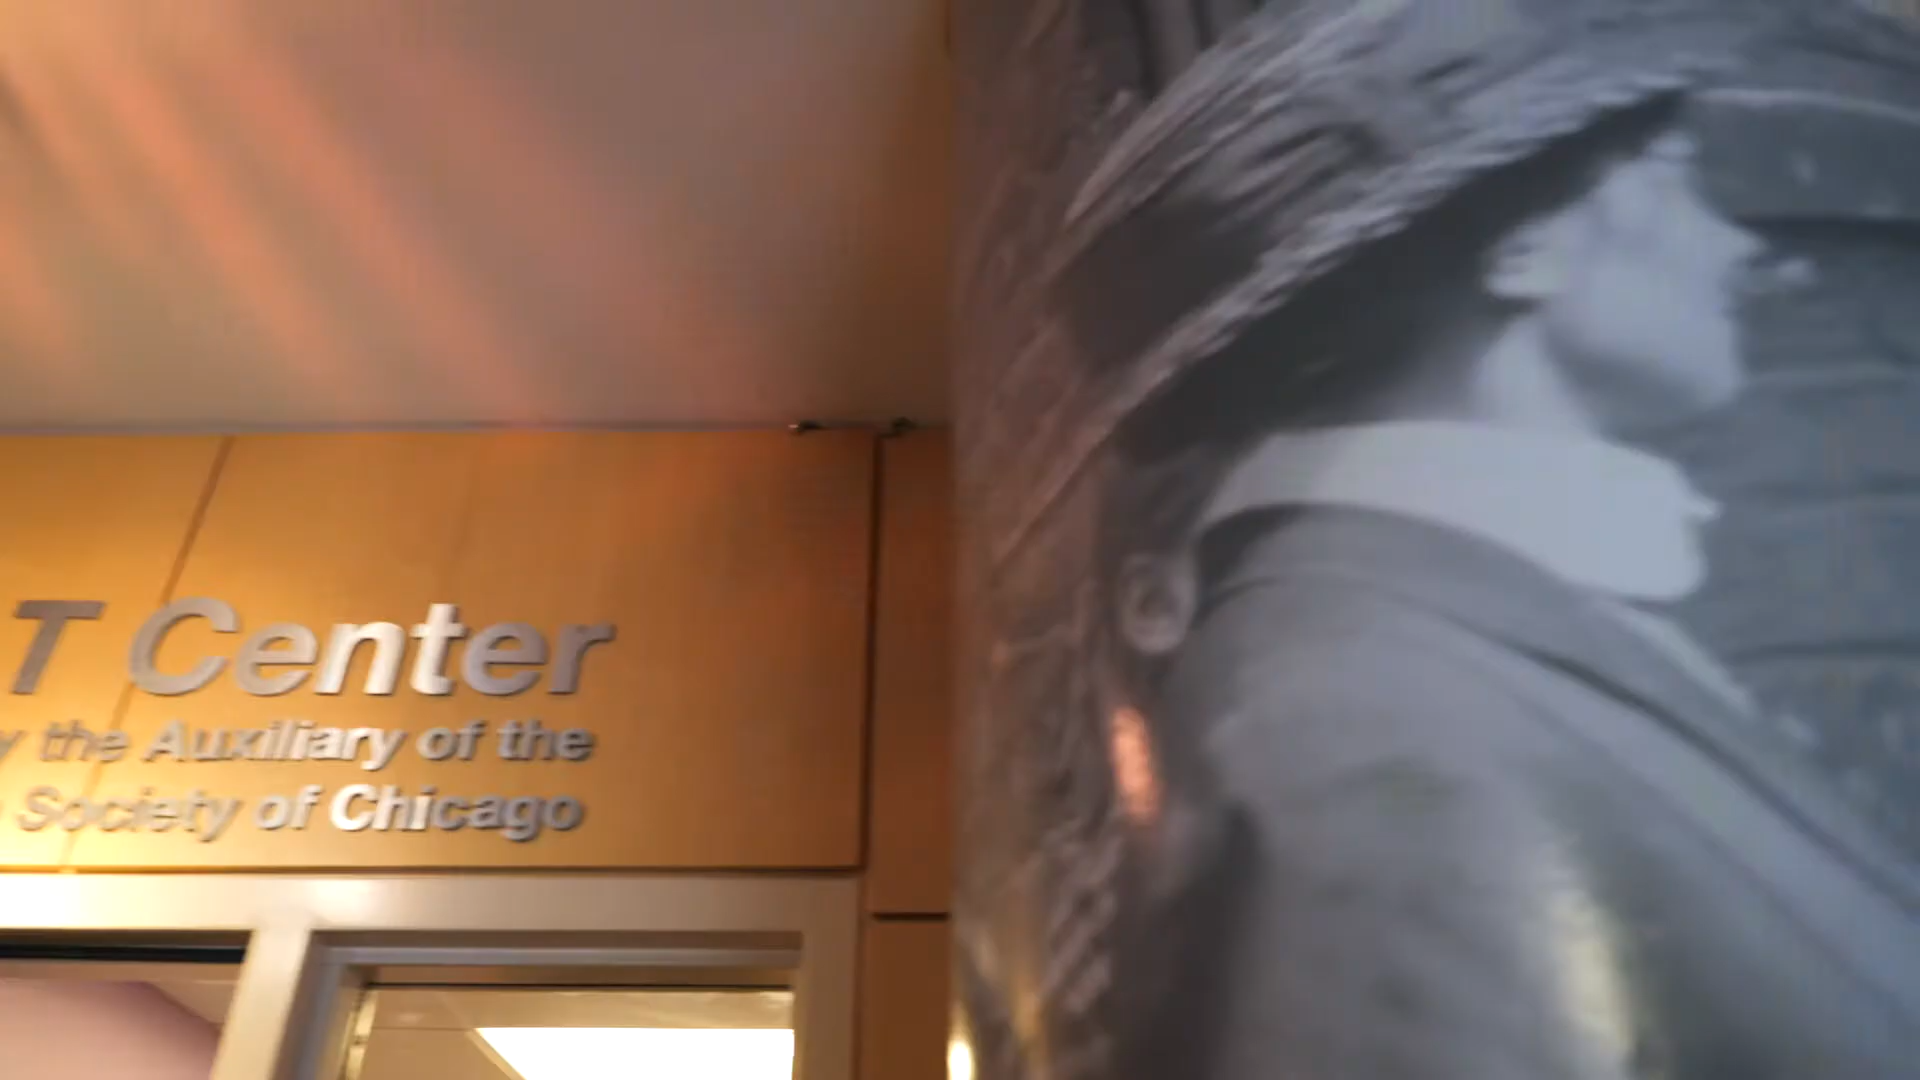 T Center
the Auxiliary of the
Society of Chicago